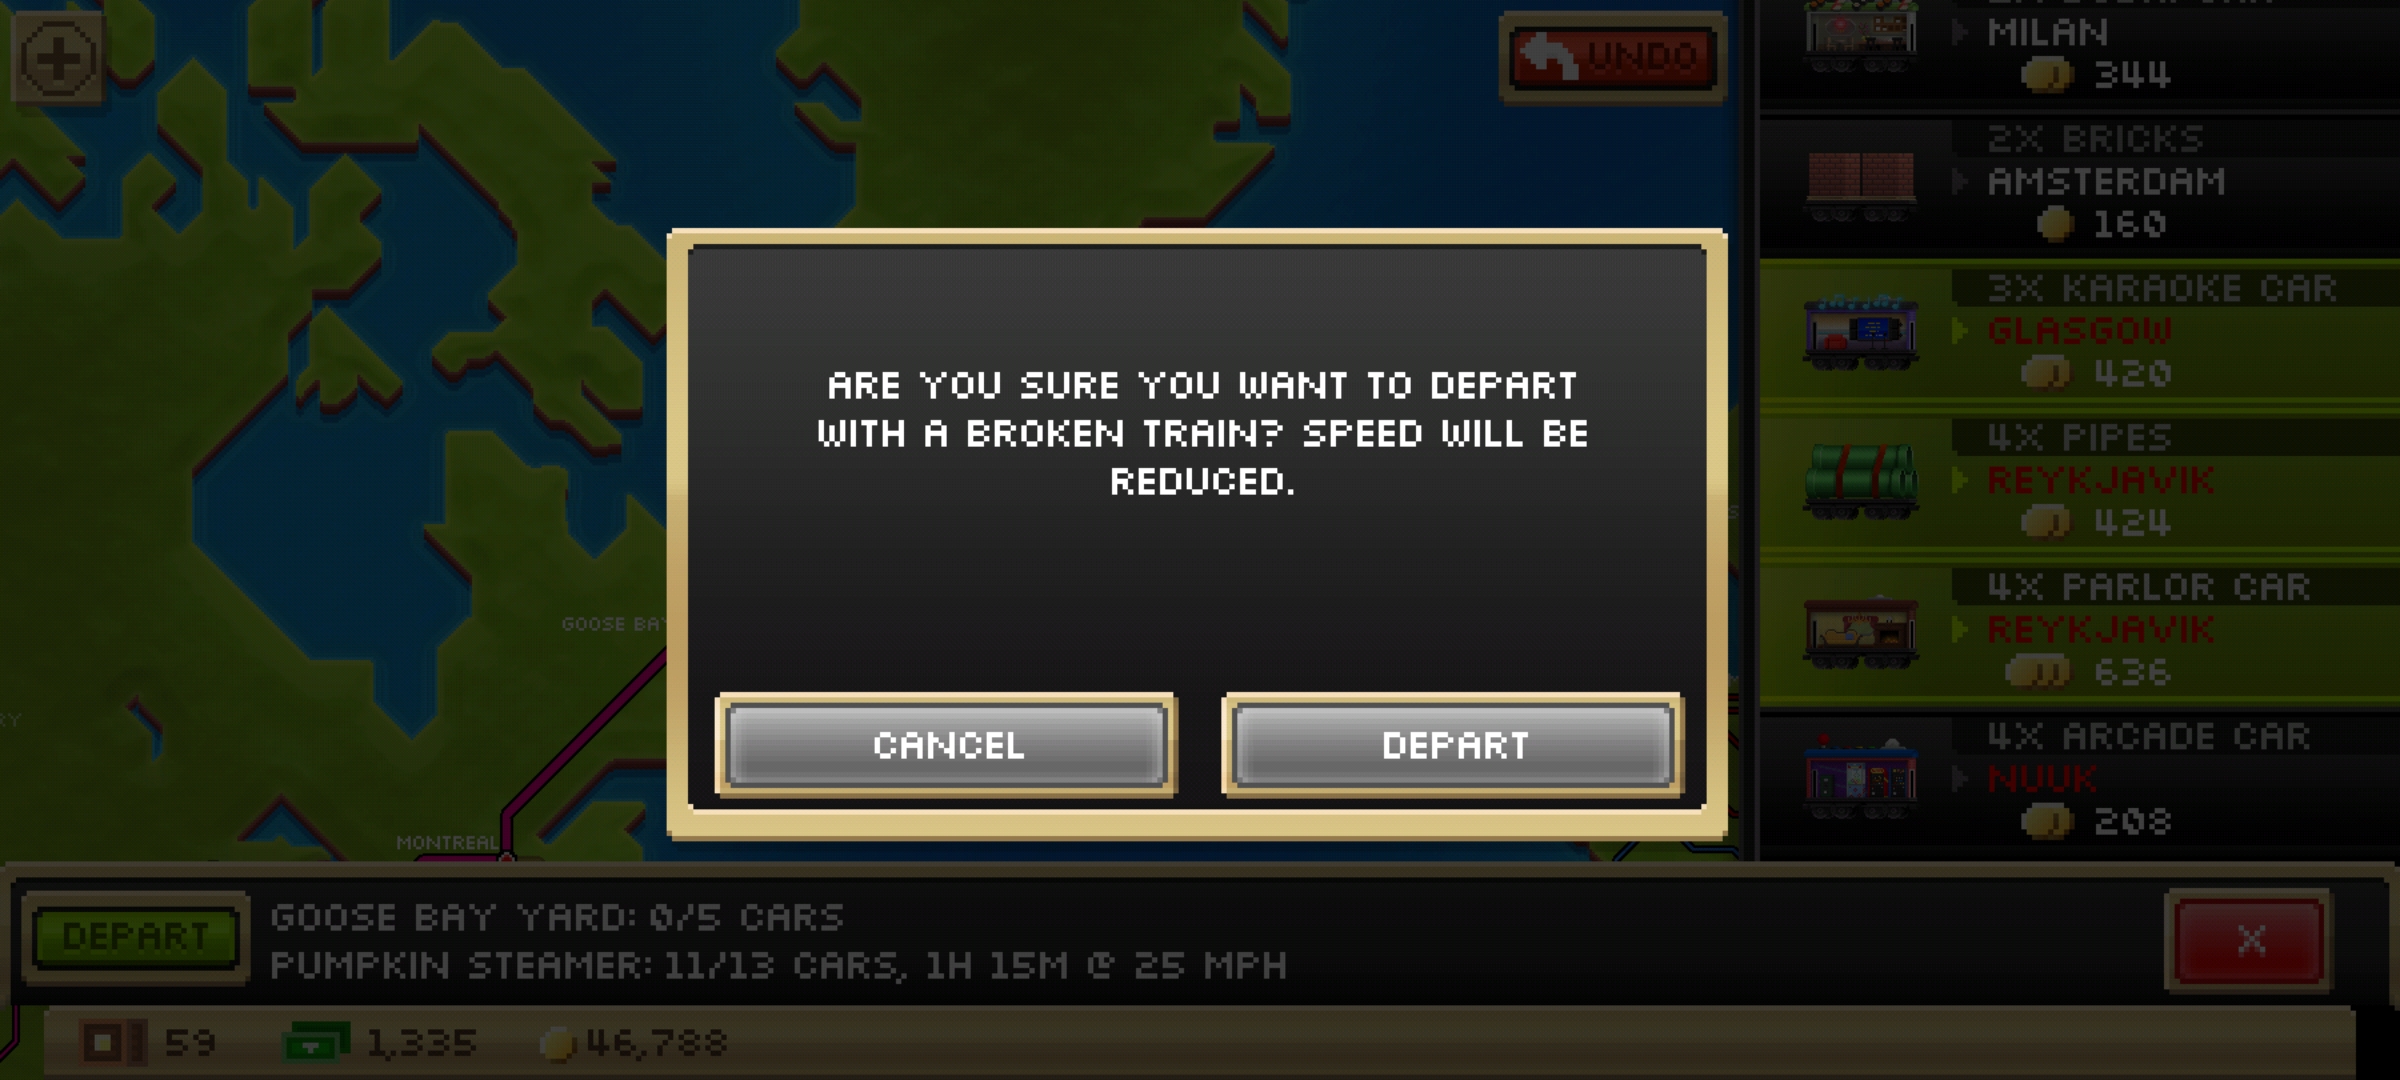 UNDO
MILAN
344
2X BRICKS
AMSTERDAM
160
3X KARAOKE CAR
GLASGOW
420
4X PIPES
REYKJAVIK
424
4X PARLOR CAR
REYKJAVIK
636
4X ARCADE CAR
NUUK
208
ARE YOU SURE YOU WANT TO DEPART
WITH A BROKEN TRAIN? SPEED WILL BE
REDUCED.
CANCEL
DEPART
GOOSE BAY
MONTREAL
DEPART
GOOSE BAY YARD: 0/5 CARS
PUMPKIN STEAMER: 11/13 CARS, 1H 15M @ 25 MPH
X
59
1,335
46,788